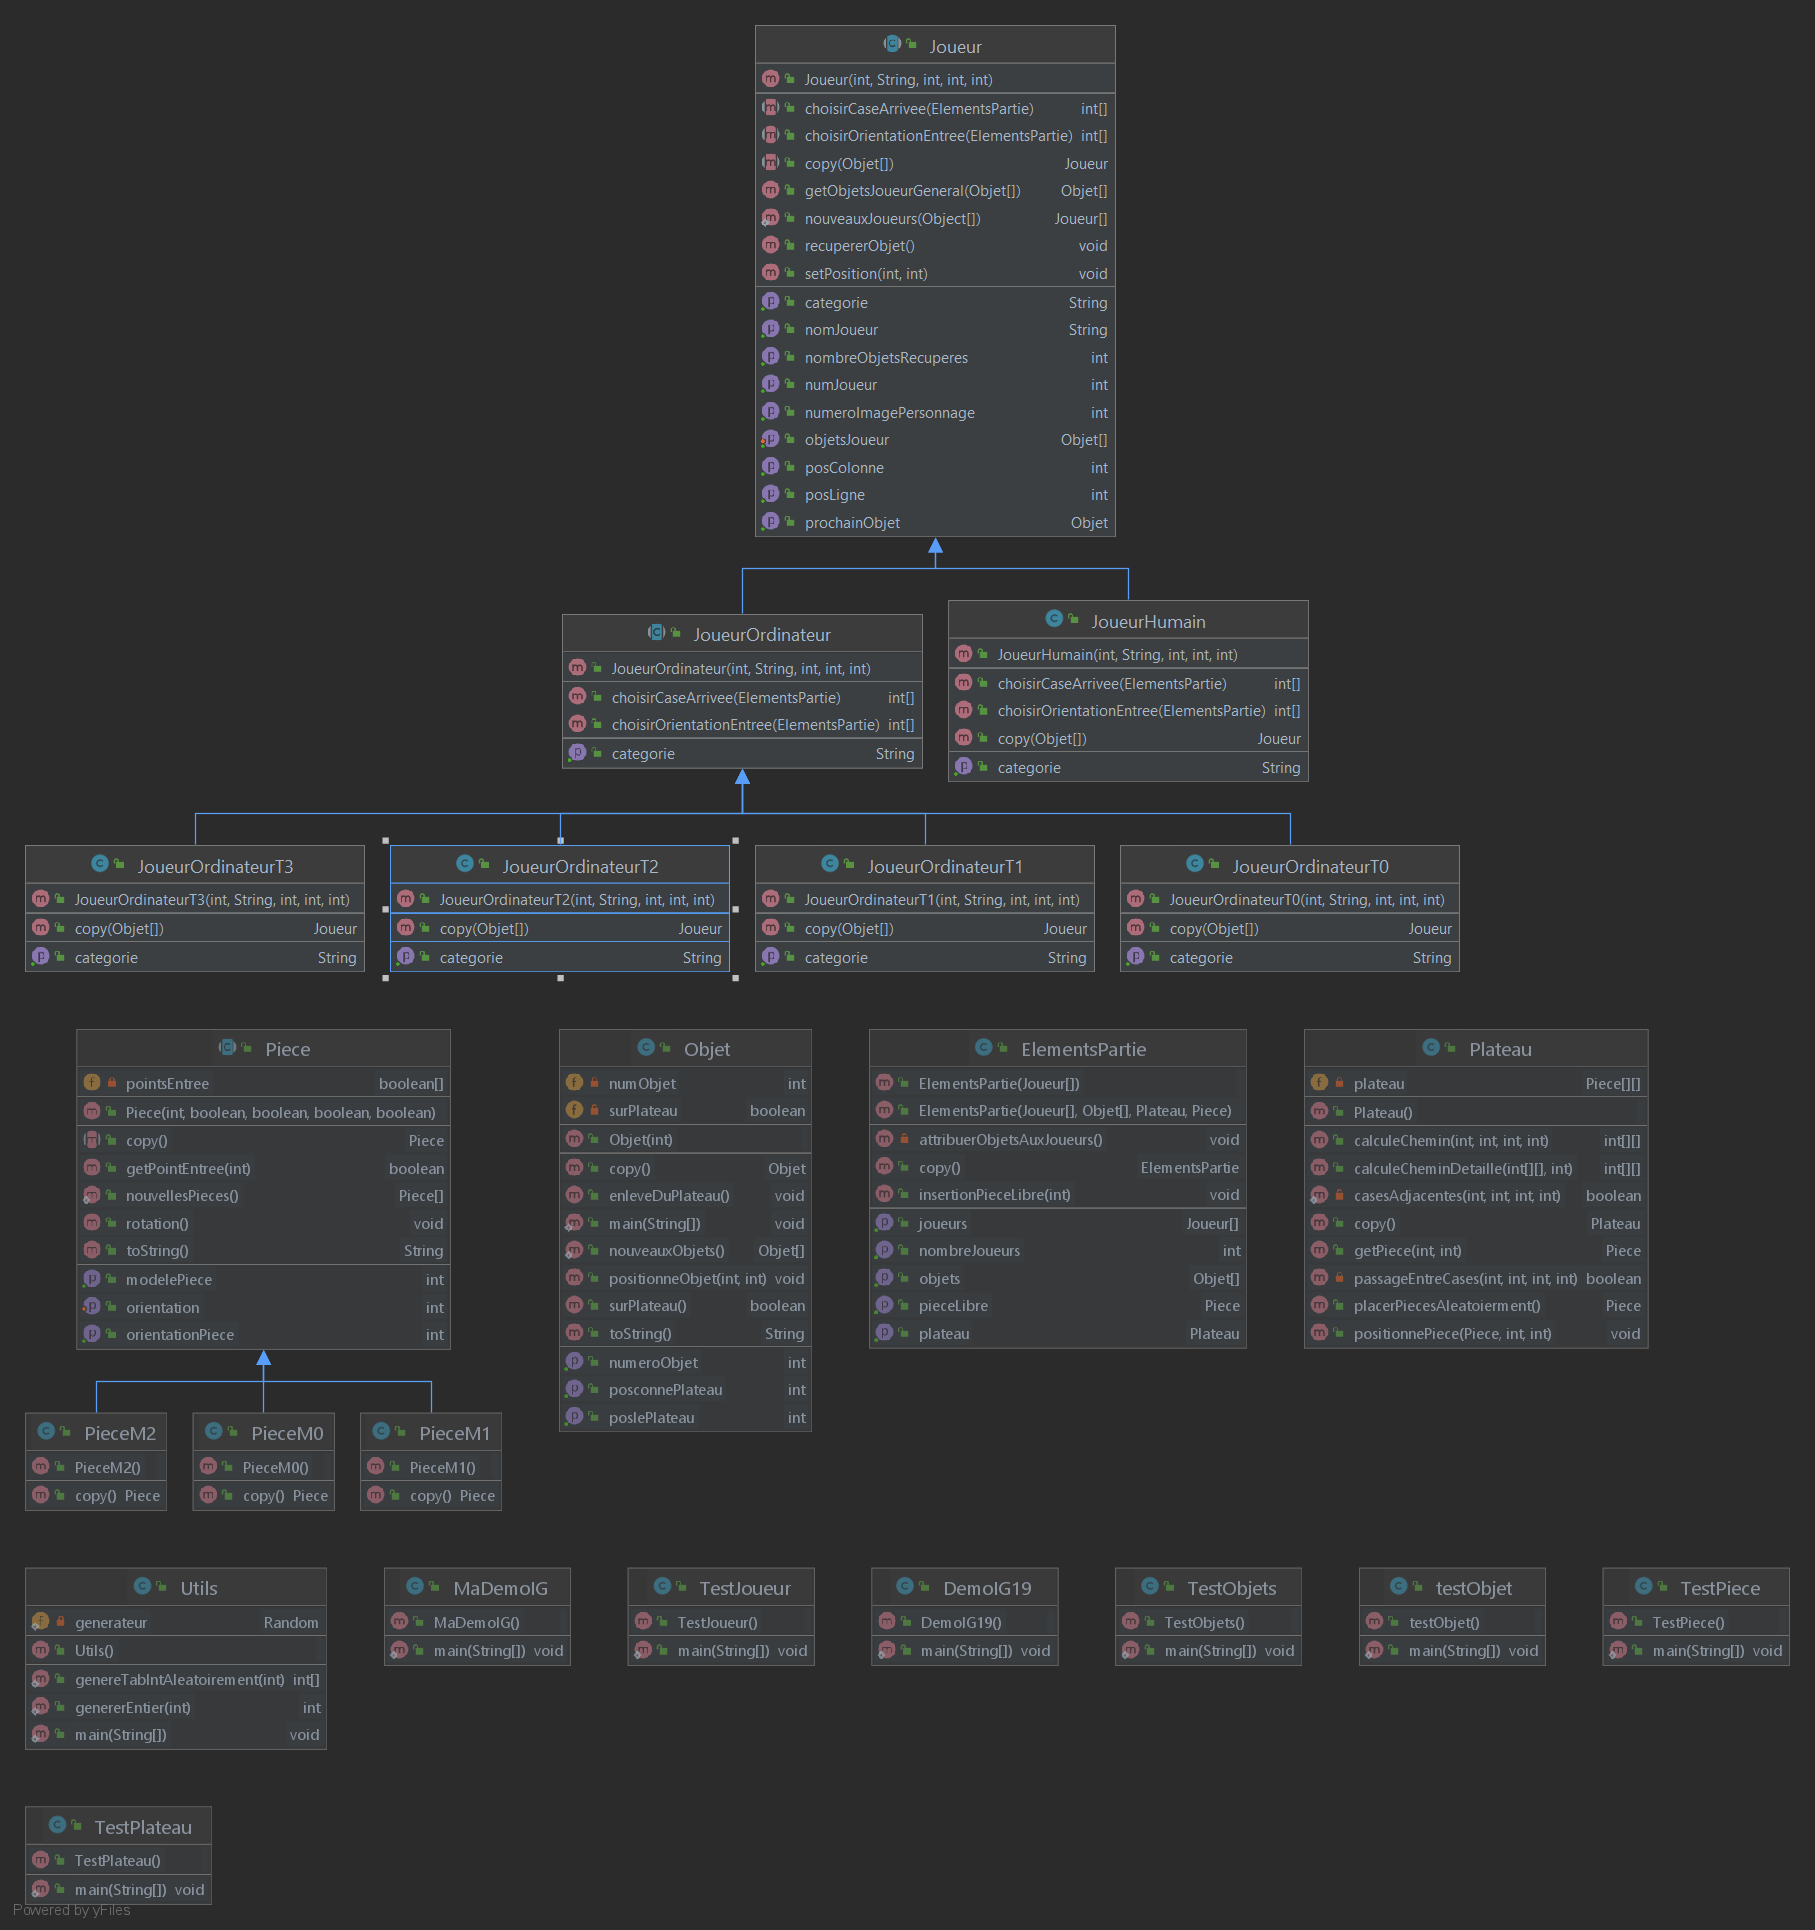 Joueur
Joueur(int, String, int, int, int)
choisirCaseArrivee(ElementsPartie) int[]
choisirOrientationEntree(ElementsPartie) int[]
copy(Objet[]) Joueur
getObjetsJoueurGeneral(Objet[]) Objet[]
nouveauxJoueurs(Object[]) Joueur[]
recupererObjet() void
setPosition(int, int) void
categorie String
nomJoueur String
nombreObjetsRecuperes int
numJoueur int
numeroImagePersonnage int
objetsJoueur Objet[]
posColonne int
posLigne int
prochainObjet Objet
JoueurOrdinateur
JoueurOrdinateur(int, String, int, int, int)
choisirCaseArrivee(ElementsPartie) int[]
choisirOrientationEntree(ElementsPartie) int[]
categorie String
JoueurHumain
JoueurHumain(int, String, int, int, int)
choisirCaseArrivee(ElementsPartie) int[]
choisirOrientationEntree(ElementsPartie) int[]
copy(Objet[]) Joueur
categorie String
JoueurOrdinateurT3
JoueurOrdinateurT3(int, String, int, int, int)
copy(Objet[]) Joueur
categorie String
JoueurOrdinateurT2
JoueurOrdinateurT2(int, String, int, int, int)
copy(Objet[]) Joueur
categorie String
JoueurOrdinateurT1
JoueurOrdinateurT1(int, String, int, int, int)
copy(Objet[]) Joueur
categorie String
JoueurOrdinateurT0
JoueurOrdinateurT0(int, String, int, int, int)
copy(Objet[]) Joueur
categorie String
Piece
pointsEntree boolean[]
Piece(int, boolean, boolean, boolean, boolean)
copy() Piece
getPointEntree(int) boolean
nouvellesPieces() Piece[]
rotation() void
toString() String
modelePiece int
orientation int
orientationPiece int
Objet
numObjet int
surPlateau boolean
Objet(int)
copy() Objet
enleveDuPlateau() void
main(String[]) void
nouveauxObjets() Objet[]
positionneObjet(int, int) void
surPlateau() boolean
toString() String
numeroObjet int
posconnePlateau int
poslePlateau int
ElementsPartie
ElementsPartie(Joueur[])
ElementsPartie(Joueur[], Objet[], Plateau, Piece)
attribuerObjetsAuxJoueurs() void
copy() ElementsPartie
insertionPieceLibre(int) void
joueurs Joueur[]
nombreJoueurs int
objets Objet[]
pieceLibre Piece
plateau Plateau
Plateau
plateau Piece[][]
Plateau()
calculeChemin(int, int, int, int) int[][]
calculeCheminDetaille(int[][], int) int[][]
casesAdjacentes(int, int, int, int) boolean
copy() Plateau
getPiece(int, int) Piece
passageEntreCases(int, int, int, int) boolean
placerPiecesAleatoierment() Piece
positionnePiece(Piece, int, int) void
PieceM2
PieceM2()
copy() Piece
PieceM0
PieceM0()
copy() Piece
PieceM1
PieceM1()
copy() Piece
Utils
generateur Random
Utils()
genereTabIntAleatoirement(int) int[]
genererEntier(int) int
main(String[]) void
MaDemoIG
MaDemoIG()
main(String[]) void
TestJoueur
TestJoueur()
main(String[]) void
DemoIG19
DemoIG19()
main(String[]) void
TestObjets
TestObjets()
main(String[]) void
testObjet
testObjet()
main(String[]) void
TestPiece
TestPiece()
main(String[]) void
TestPlateau
TestPlateau()
main(String[]) void
Powered by yFiles